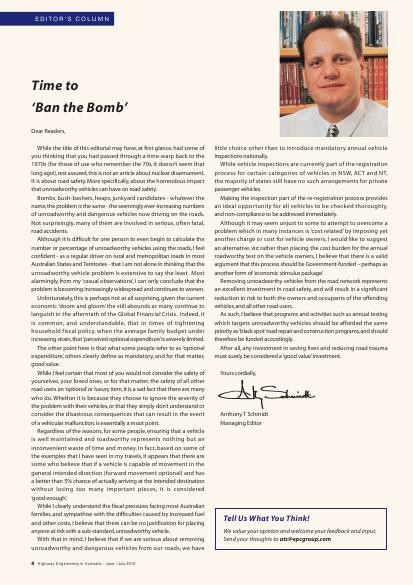 EDITOR'S COLUMN
Time to
'Ban the Bomb'
Dear Readers,
While the title of this editorial may have, at first glance, had some of
you thinking that you had passed through a time-warp back to the
1970s (for those of use who remember the 70s, it doesn't seem that
long ago!), rest assured, this is not an article about nuclear disarmament.
It is about road safety. More specifically, about the horrendous impact
that unroadworthy vehicles can have on road safety.
Bombs, bush-bashers, heaps, junkyard candidates - whatever the
name, the problem is the same - the seemingly ever-increasing numbers
of unroadworthy and dangerous vehicles now driving on the roads.
Not surprisingly, many of them are involved in serious, often fatal,
road accidents.
Although it is difficult for one person to even begin to calculate the
number or percentage of unroadworthy vehicles using the roads, I feel
confident - as a regular driver on rural and metropolitan roads in most
Australian States and Territories - that I am not alone in thinking that the
unroadworthy vehicle problem is extensive to say the least. Most
alarmingly, from my 'casual observations', I can only conclude that the
problem is becoming increasingly widespread and continues to worsen.
Unfortunately, this is perhaps not at all surprising, given the current
economic 'doom and gloom' the still abounds as many continue to
languish in the aftermath of the Global Financial Crisis. Indeed, it
is common, and understandable, that in times of tightening
household fiscal policy, when the average family budget under
increasing strain, that 'perceived optional expenditure' is severely limited.
The other point here is that what some people refer to as 'optional
expenditure', others clearly define as mandatory, and for that matter,
good value.
While I feel certain that most of you would not consider the safety of
yourselves, your loved ones, or for that matter, the safety of all other
road users an 'optional' or luxury item, it is a sad fact that there are many
who do. Whether it is because they choose to ignore the severity of
the problem with their vehicles, or that they simply don't understand or
consider the disastrous consequences that can result in the event
of a vehicular malfunction, is essentially a moot point.
Regardless of the reasons, for some people, ensuring that a vehicle
is well maintained and roadworthy represents nothing but an
inconvenient waste of time and money. In fact, based on some of
the examples that I have seen in my travels, it appears that there are
some who believe that if a vehicle is capable of movement in the
general intended direction (forward movement optional) and has
a better than 5% chance of actually arriving at the intended destination
without losing too many important pieces, it is considered
'good enough'.
While I clearly understand the fiscal pressures facing most Australian
families, and sympathise with the difficulties caused by increased fuel
and other costs, I believe that there can be no justification for placing
anyone at risk with a sub-standard, unroadworthy vehicle.
With that in mind, I believe that if we are serious about removing
unroadworthy and dangerous vehicles from our roads, we have
little choice other than to introduce mandatory annual vehicle
inspections nationally.
While vehicle inspections are currently part of the registration
process for certain categories of vehicles in NSW, ACT and NT,
the majority of states still have no such arrangements for private
passenger vehicles.
Making the inspection part of the re-registration process provides
an ideal opportunity for all vehicles to be checked thoroughly,
and non-compliance to be addressed immediately.
Although it may seem unjust to some to attempt to overcome a
problem which in many instances is 'cost related' by imposing yet
another charge or cost for vehicle owners, I would like to suggest
an alternative, viz: rather than placing the cost burden for the annual
roadworthy test on the vehicle owners, I believe that there is a valid
argument that this process should be Government-funded – perhaps as
another form of 'economic stimulus package'.
Removing unroadworthy vehicles from the road network represents
an excellent investment in road safety, and will result in a significant
reduction in risk to both the owners and occupants of the offending
vehicles, and all other road users.
As such, I believe that programs and activities such as annual testing
which targets unroadworthy vehicles should be afforded the same
priority as 'black spot' road repair and construction programs, and should
therefore be funded accordingly.
After all, any investment in saving lives and reducing road trauma
must surely be considered a 'good value' investment.
Yours cordially,
Anthony T Schmidt
Managing Editor
Tell Us What You Think!
We value your opinion and welcome your feedback and input.
Send your thoughts to ats@epcgroup.com
4 Highway Engineering in Australia - June / July 2010